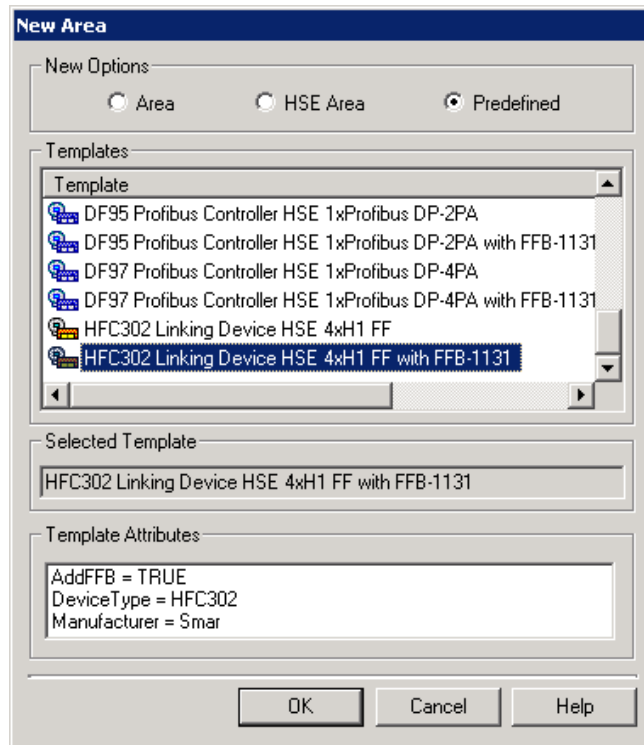 New Area
New Options
Area HSE Area Predefined
Templates
Template
DF95 Profibus Controller HSE 1xProfibus DP-2PA
DF95 Profibus Controller HSE 1xProfibus DP-2PA with FFB-1131
DF97 Profibus Controller HSE 1xProfibus DP-4PA
DF97 Profibus Controller HSE 1xProfibus DP-4PA with FFB-1131
HFC302 Linking Device HSE 4xH1 FF
HFC302 Linking Device HSE 4xH1 FF with FFB-1131
Selected Template
HFC302 Linking Device HSE 4xH1 FF with FFB-1131
Template Attributes
AddFFB = TRUE
DeviceType = HFC302
Manufacturer = Smar
OK Cancel Help